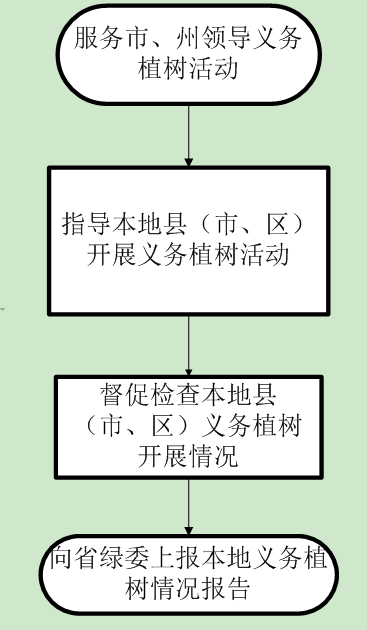 服务市、州领导义务
植树活动
指导本地县（市、区）
开展义务植树活动
督促检查本地县
（市、区）义务植树
开展情况
向省绿委上报本地义务植
树情况报告